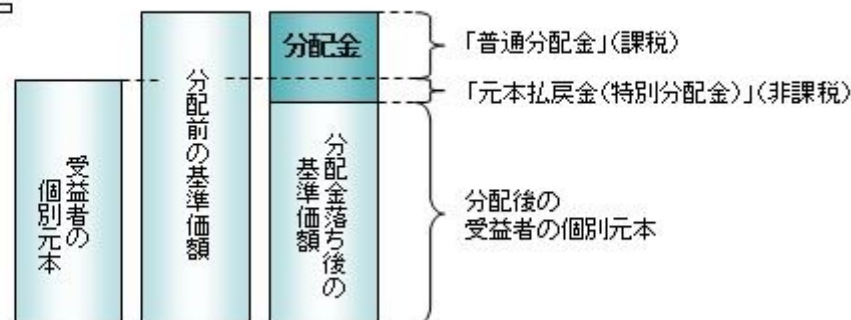 受益者の
個別元本
分配前の基準価額
分配金
分配金落ち後の
基準価額
「普通分配金」(課税)
「元本払戻金(特別分配金)」(非課税)
分配後の
受益者の個別元本